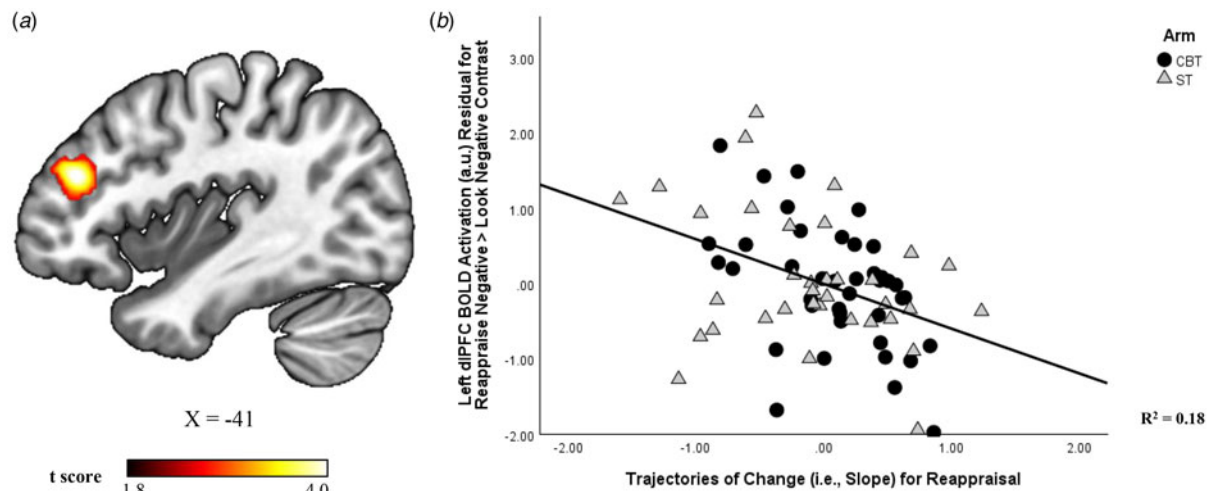 (a)
X = -41
t score
1.8
4.0
(b)
Left dlPFC BOLD Activation (a.u.) Residual for
Reappraise Negative > Look Negative Contrast
3.00
2.00
1.00
.00
-1.00
-2.00
-2.00
-1.00
.00
1.00
2.00
Trajectories of Change (i.e., Slope) for Reappraisal
Arm
CBT
ST
R² = 0.18